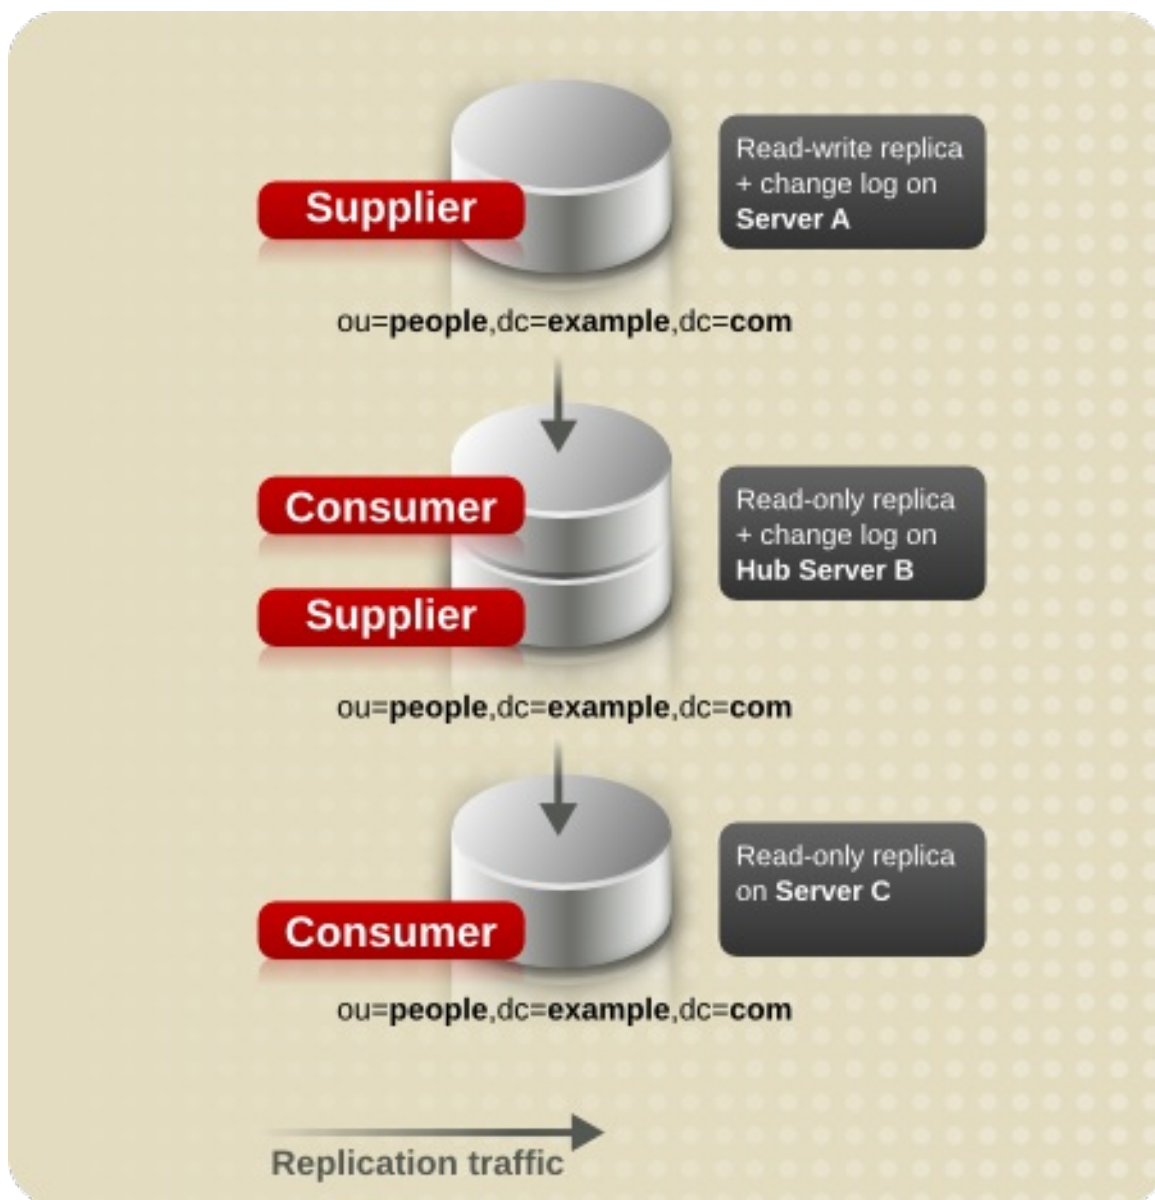 Supplier
Read-write replica
+ change log on
Server A
ou=people,dc=example,dc=com
Consumer
Supplier
Read-only replica
+ change log on
Hub Server B
ou=people,dc=example,dc=com
Consumer
Read-only replica
on Server C
ou=people,dc=example,dc=com
Replication traffic